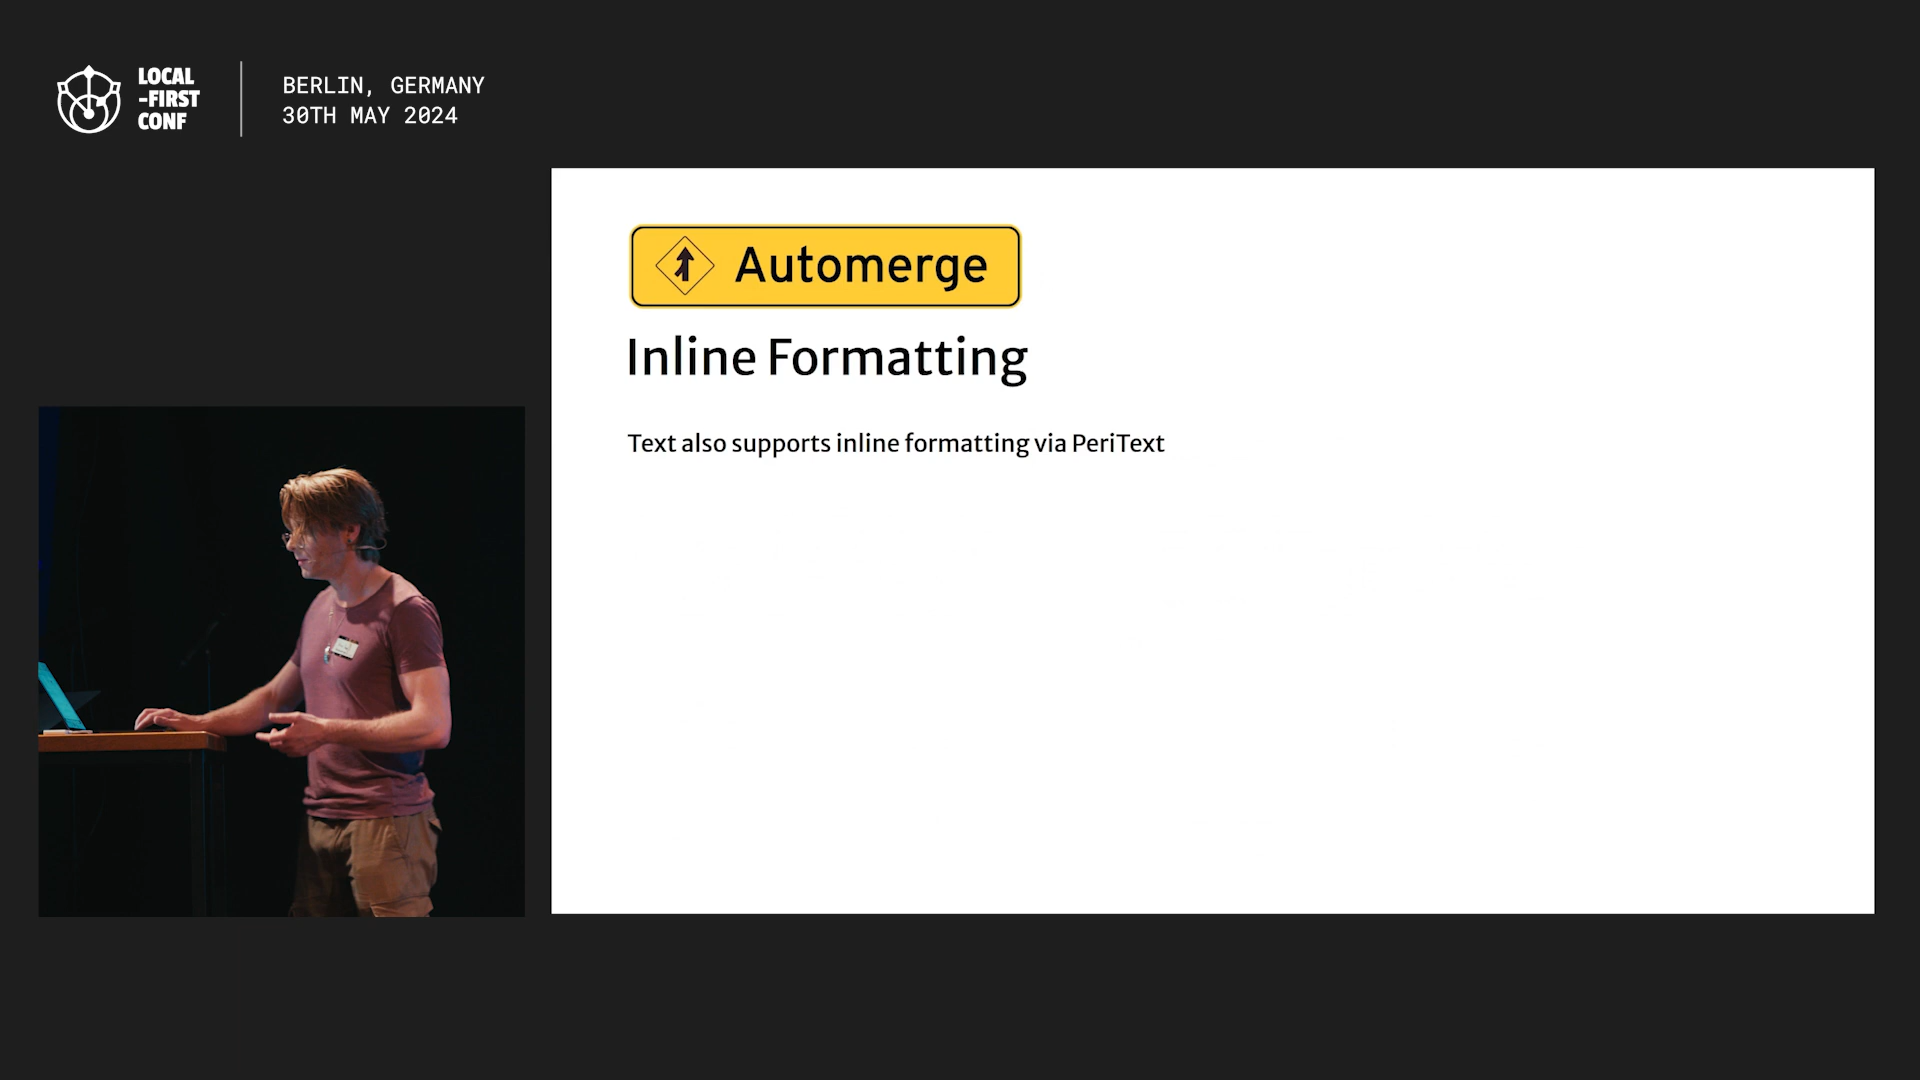 LOCAL
-FIRST
CONF
BERLIN, GERMANY
30TH MAY 2024
Automerge
Inline Formatting
Text also supports inline formatting via PeriText